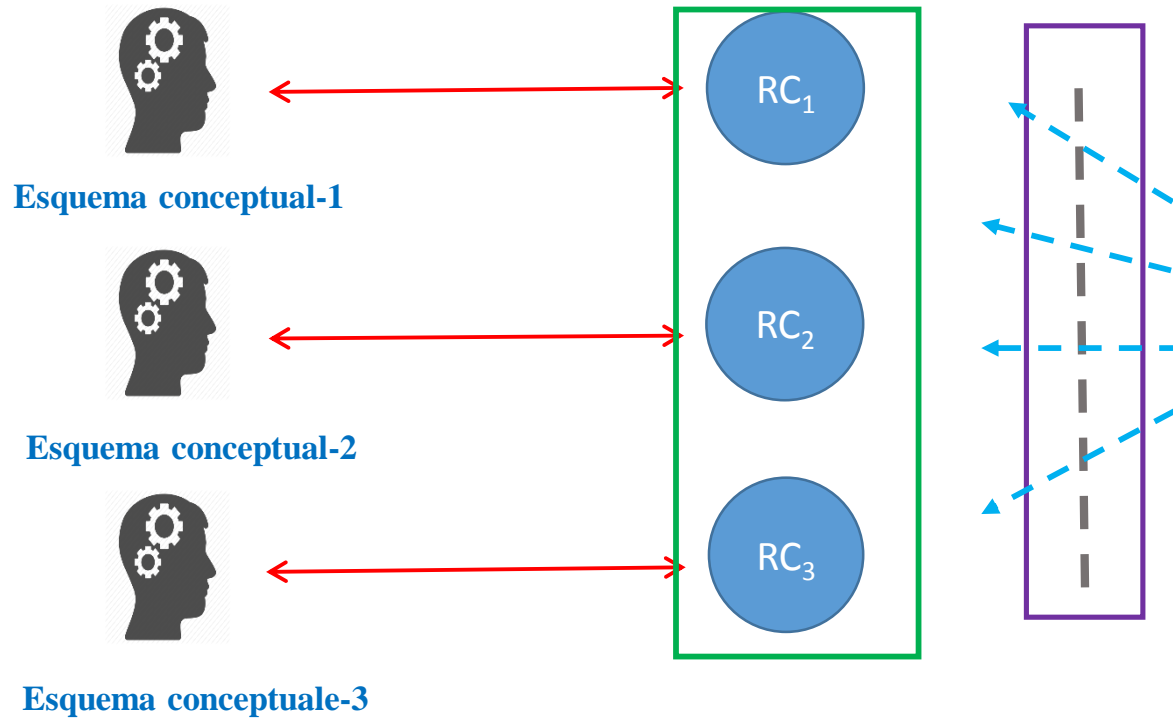 RC₁
Esquema conceptual-1
RC₂
Esquema conceptual-2
RC₃
Esquema conceptuale-3